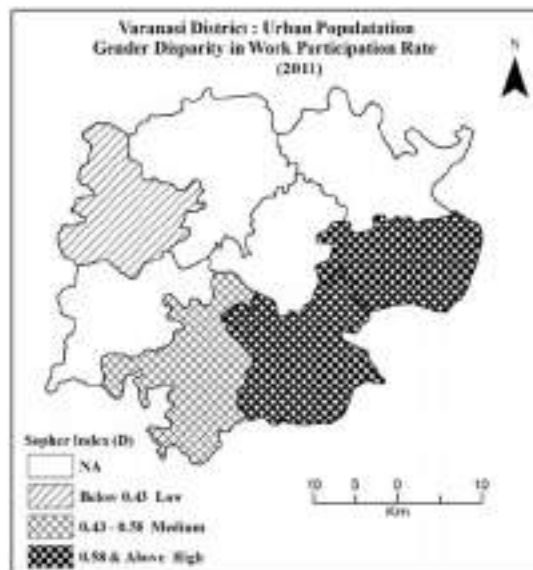 Varanasi District : Urban Populatation
Gender Disparity in Work Participation Rate
(2011)
N
Sopher Index (D)
NA
Below 0.43 Low
0.43 - 0.58 Medium
0.58 & Above High
10 5 0 10
Km